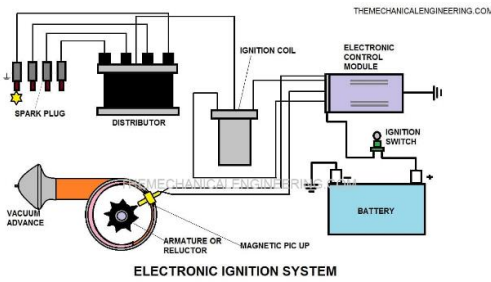 THEMECHANICALENGINEERING.COM
IGNITION COIL
ELECTRONIC
CONTROL
MODULE
SPARK PLUG
DISTRIBUTOR
IGNITION
SWITCH
THEMECHANICALENGINEERING.COM
- +
BATTERY
VACUUM
ADVANCE
ARMATURE OR
RELUCTOR
MAGNETIC PIC UP
ELECTRONIC IGNITION SYSTEM